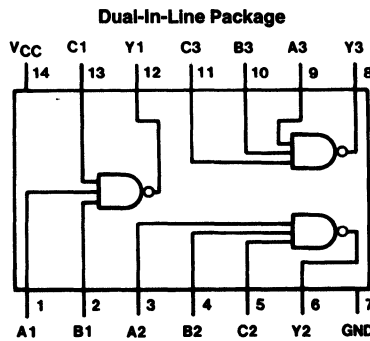 Dual-In-Line Package
VCC C1 Y1 C3 B3 A3 Y3
14 13 12 11 10 9 8
1 2 3 4 5 6 7
A1 B1 A2 B2 C2 Y2 GND